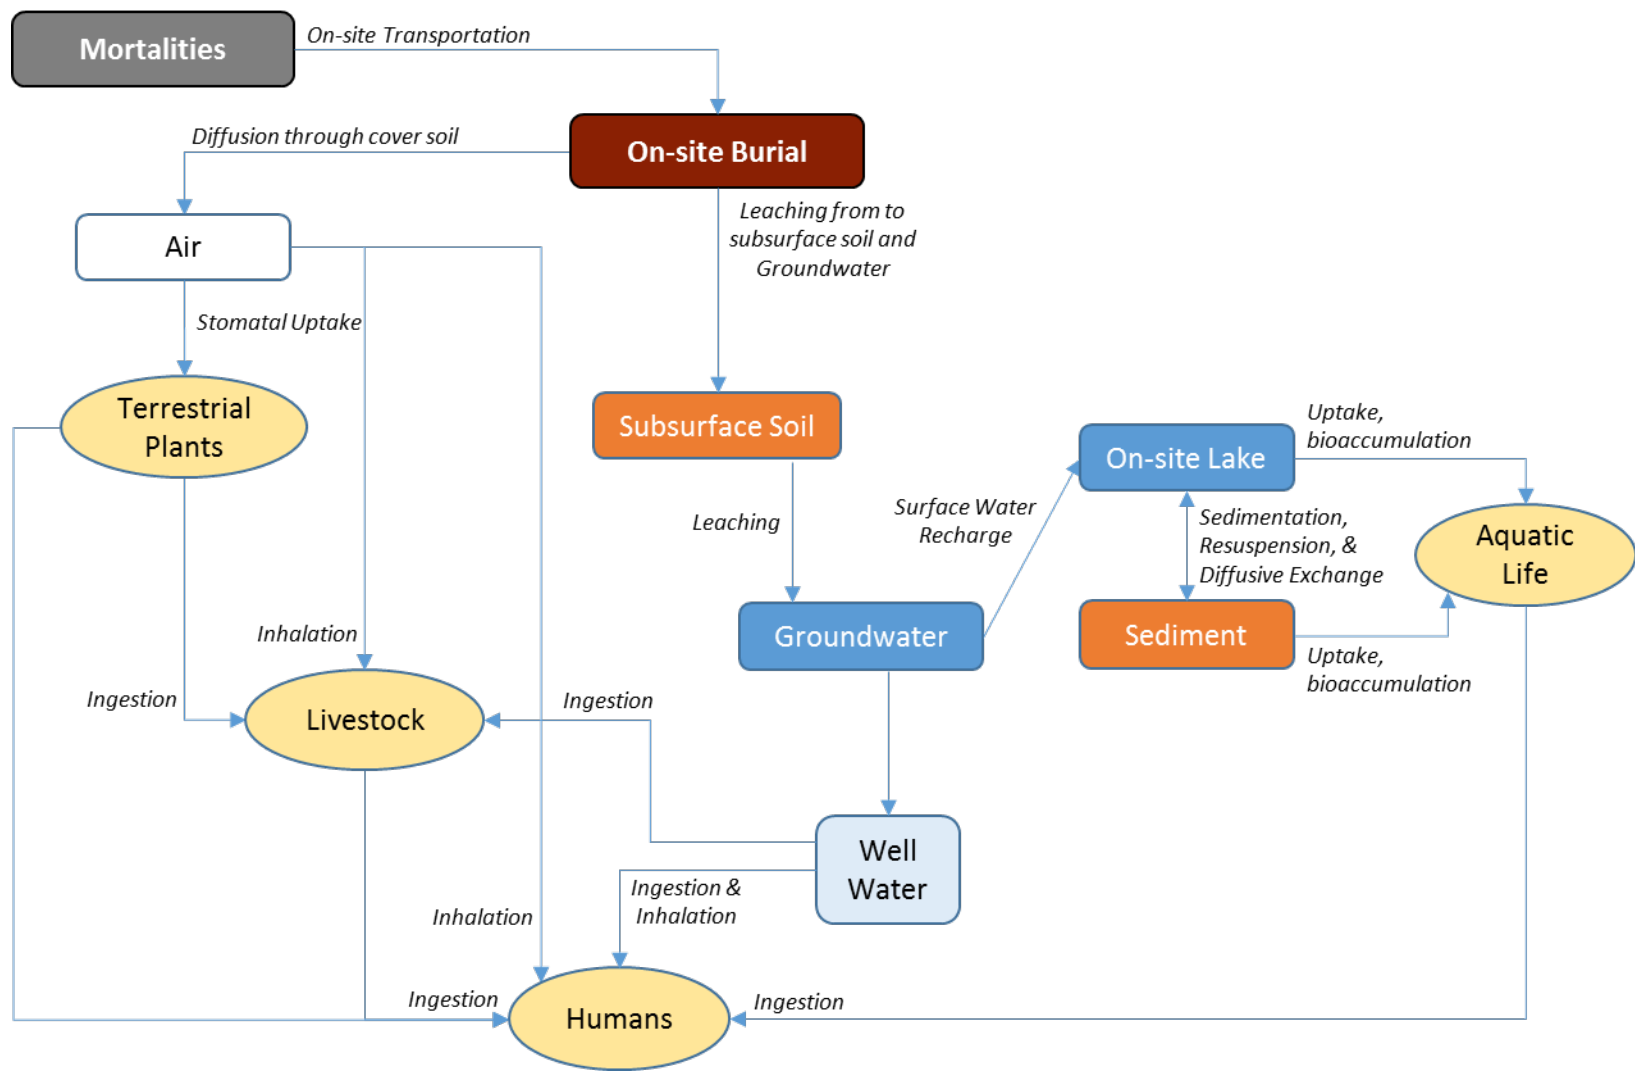 Mortalities
On-site Transportation
Diffusion through cover soil
On-site Burial
Leaching from to
subsurface soil and
Groundwater
Air
Stomatal Uptake
Terrestrial
Plants
Subsurface Soil
Uptake,
bioaccumulation
On-site Lake
Surface Water
Recharge
Leaching
Sedimentation,
Resuspension, &
Diffusive Exchange
Aquatic
Life
Inhalation
Groundwater
Sediment
Uptake,
bioaccumulation
Ingestion
Livestock
Ingestion
Well
Water
Ingestion &
Inhalation
Inhalation
Ingestion
Humans
Ingestion